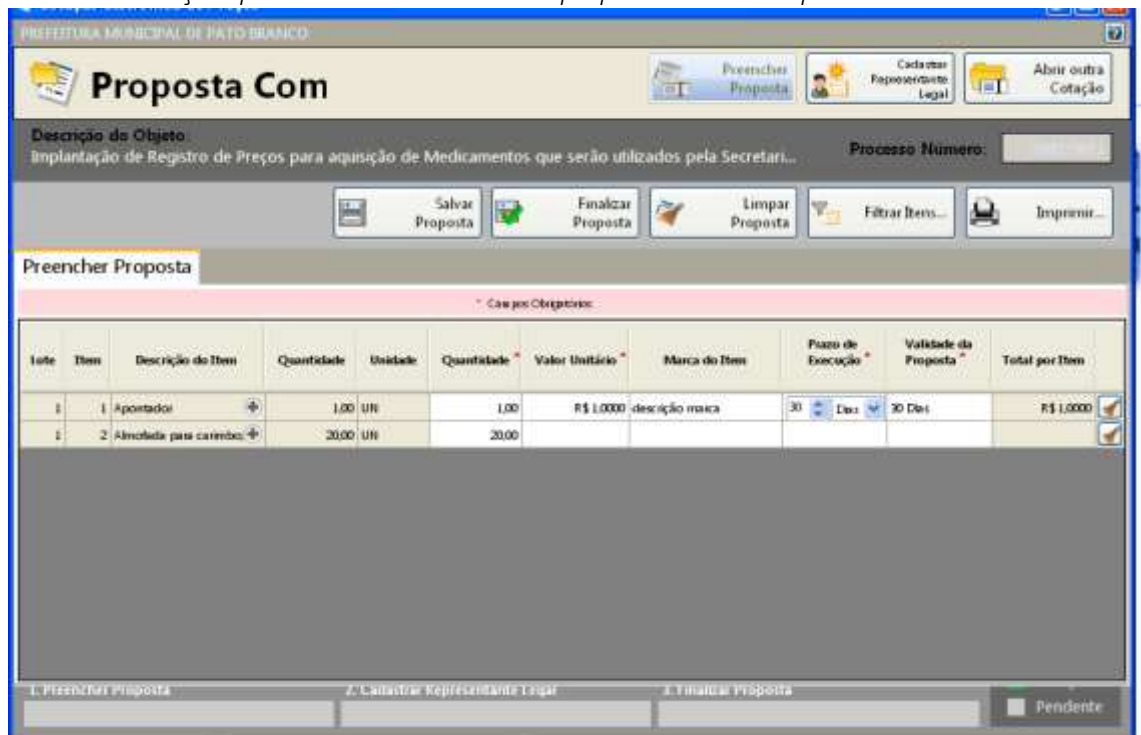 PREFEITURA MUNICIPAL DE PATO BRANCO
Proposta Com
Preencher
Proposta
Cadastrar
Representante
Legal
Abrir outra
Cotação
Descrição do Objeto:
Implantação de Registro de Preços para aquisição de Medicamentos que serão utilizados pela Secretari...
Processo Número:
Salvar
Proposta
Finalizar
Proposta
Limpar
Proposta
Filtrar Itens...
Imprimir...
Preencher Proposta
* Campos Obrigatórios
Lote Item Descrição do Item Quantidade Unidade Quantidade * Valor Unitário * Marca do Item Prazo de Execução * Validade da Proposta * Total por Item
1 1 Apontador 1,00 UN 1,00 R$ 1,0000 descrição marca 30 Dias 30 Dias R$ 1,0000
1 2 Almofada para carimbo, 20,00 UN 20,00
1. Preencher Proposta 2. Cadastrar Representante Legal 3. Finalizar Proposta
Pendente